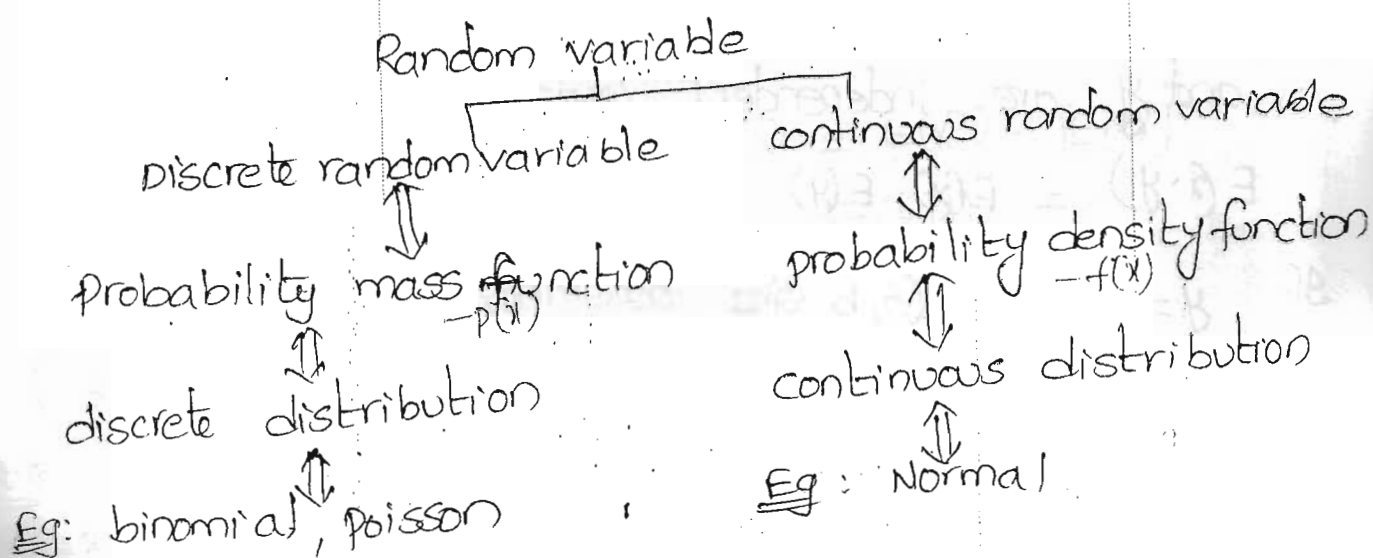 Random variable
Discrete random variable
continuous random variable
Probability mass function
-p(x)
probability density function
-f(x)
discrete distribution
continuous distribution
Eg: binomial, poisson
Eg: Normal